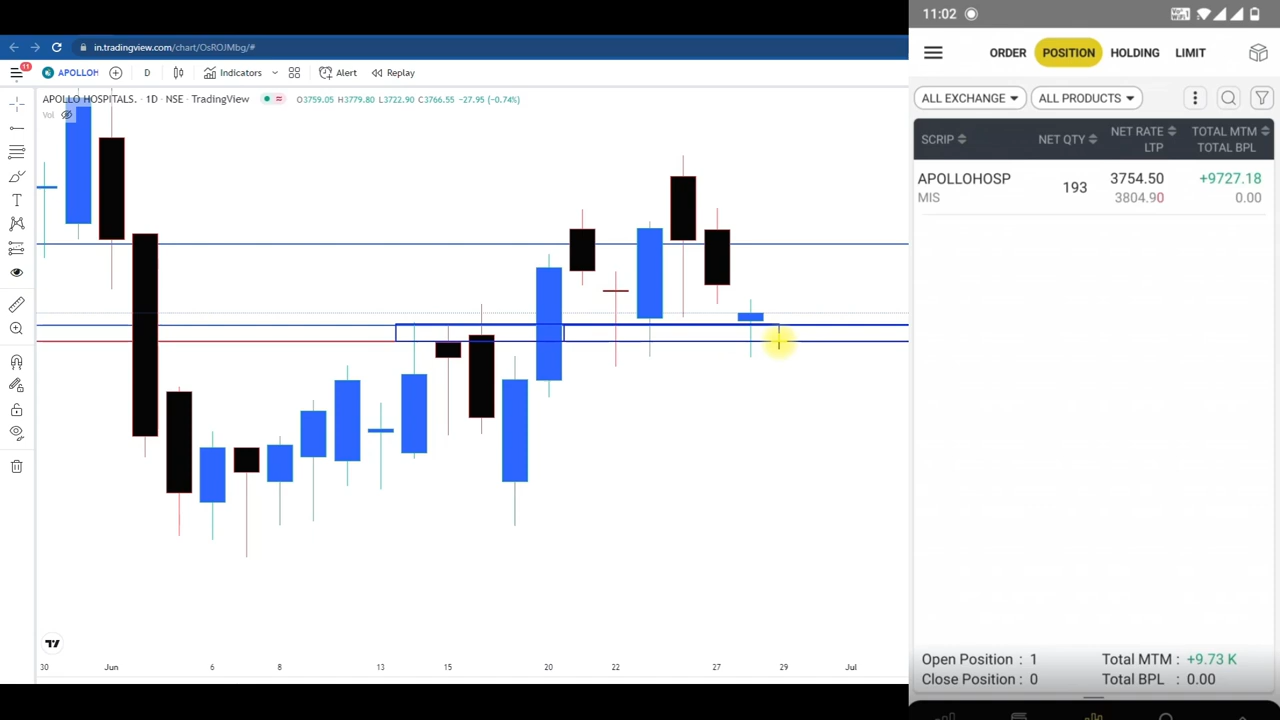 in.tradingview.com/chart/OsROJMbg/#
11
APOLLOH
D
Indicators
Alert
Replay
APOLLO HOSPITALS. · 1D · NSE · TradingView
O3759.05 H3779.80 L3722.90 C3766.55 −27.95 (−0.74%)
Vol
30 Jun 6 8 13 15 20 22 27 29 Jul
11:02
ORDER POSITION HOLDING LIMIT
ALL EXCHANGE ALL PRODUCTS
SCRIP NET QTY NET RATE TOTAL MTM
LTP TOTAL BPL
APOLLOHOSP 193 3754.50 +9727.18
MIS 3804.90 0.00
Open Position : 1 Total MTM : +9.73 K
Close Position : 0 Total BPL : 0.00